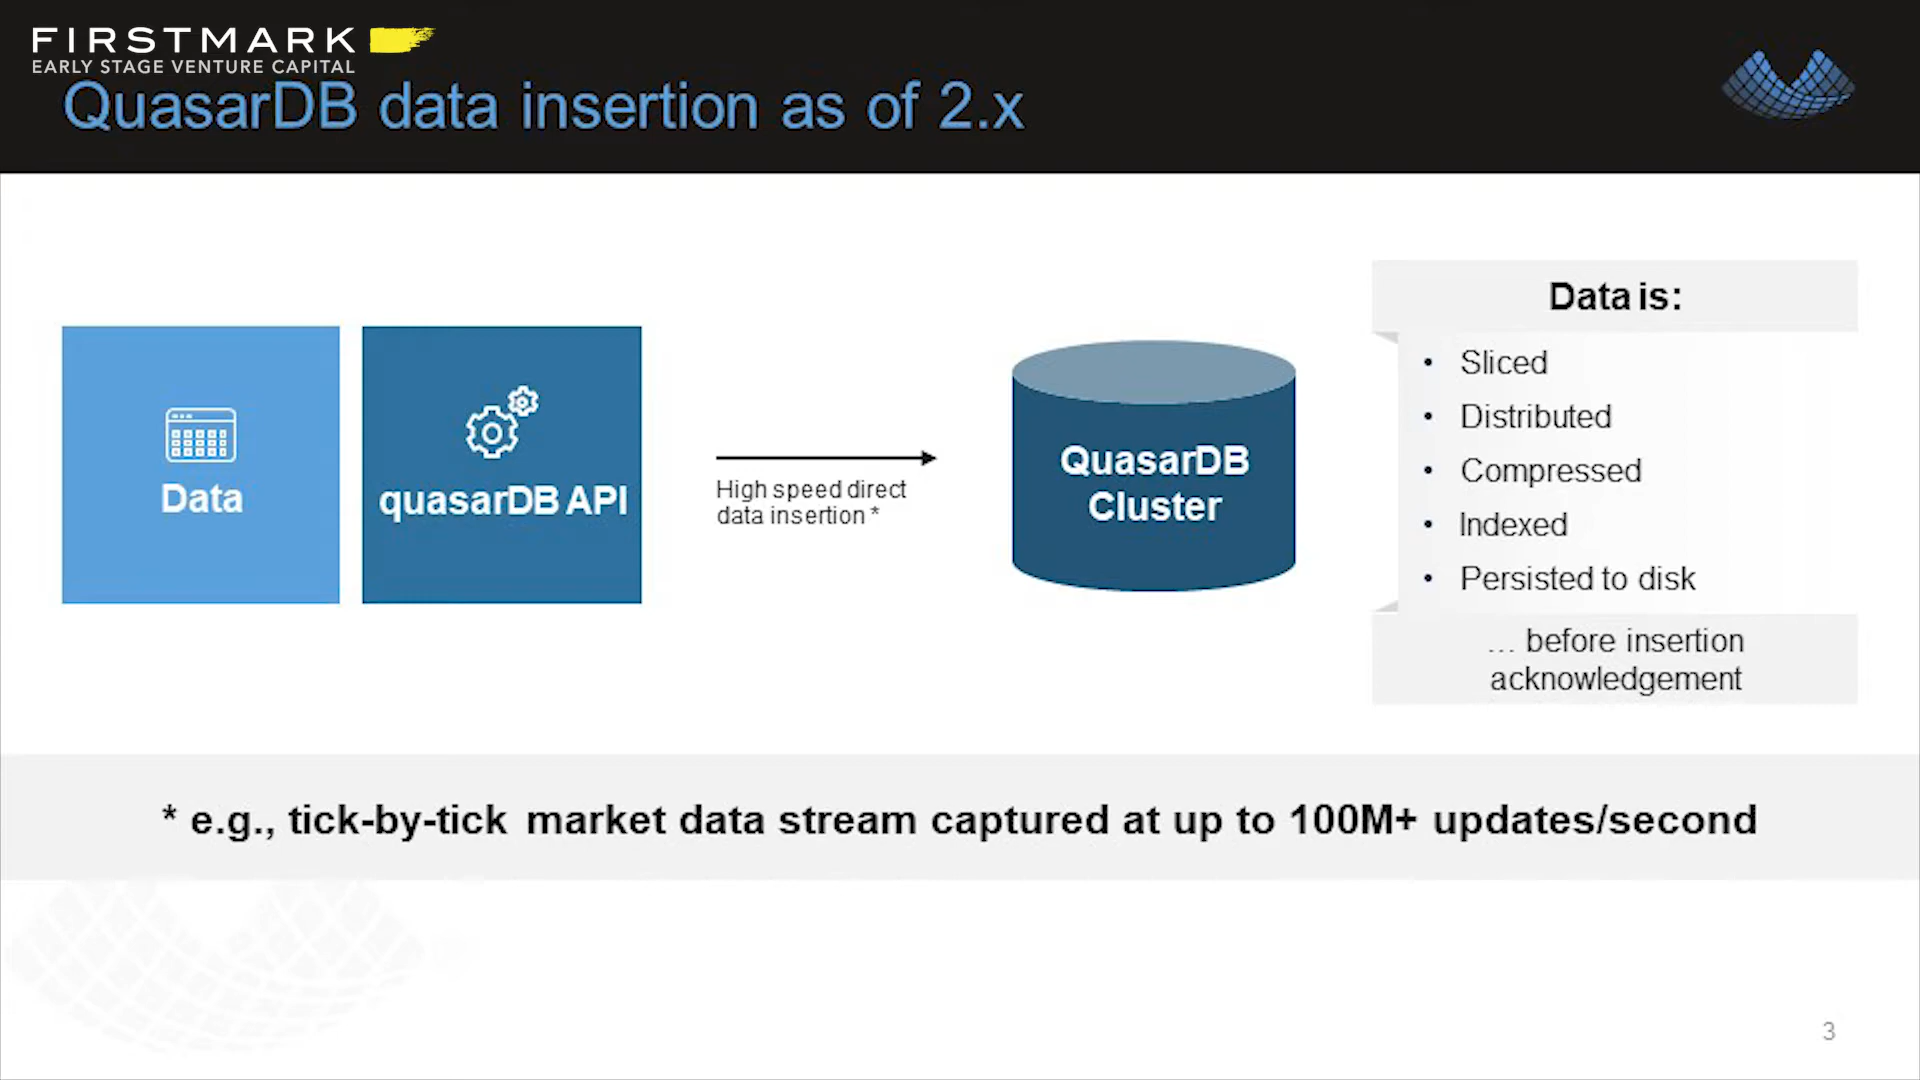 FIRSTMARK
EARLY STAGE VENTURE CAPITAL
QuasarDB data insertion as of 2.x
Data
quasarDB API
High speed direct
data insertion *
QuasarDB
Cluster
Data is:
• Sliced
• Distributed
• Compressed
• Indexed
• Persisted to disk
... before insertion
acknowledgement
* e.g., tick-by-tick market data stream captured at up to 100M+ updates/second
3